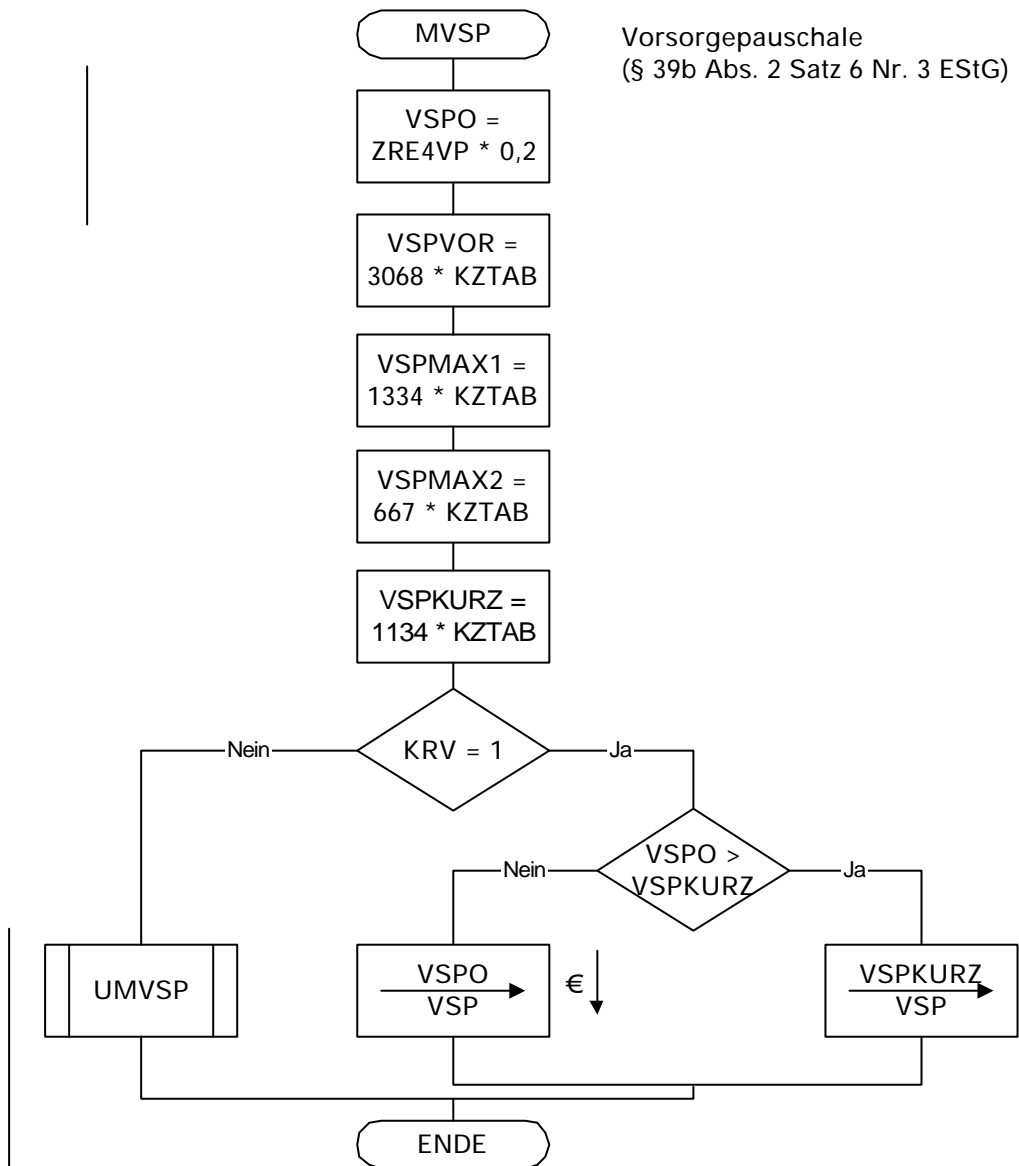 MVSP
Vorsorgepauschale
(§ 39b Abs. 2 Satz 6 Nr. 3 EStG)
VSPO =
ZRE4VP * 0,2
VSPVOR =
3068 * KZTAB
VSPMAX1 =
1334 * KZTAB
VSPMAX2 =
667 * KZTAB
VSPKURZ =
1134 * KZTAB
Nein
KRV = 1
Ja
Nein
VSPO >
VSPKURZ
Ja
UMVSP
VSPO
VSP
€
VSPKURZ
VSP
ENDE